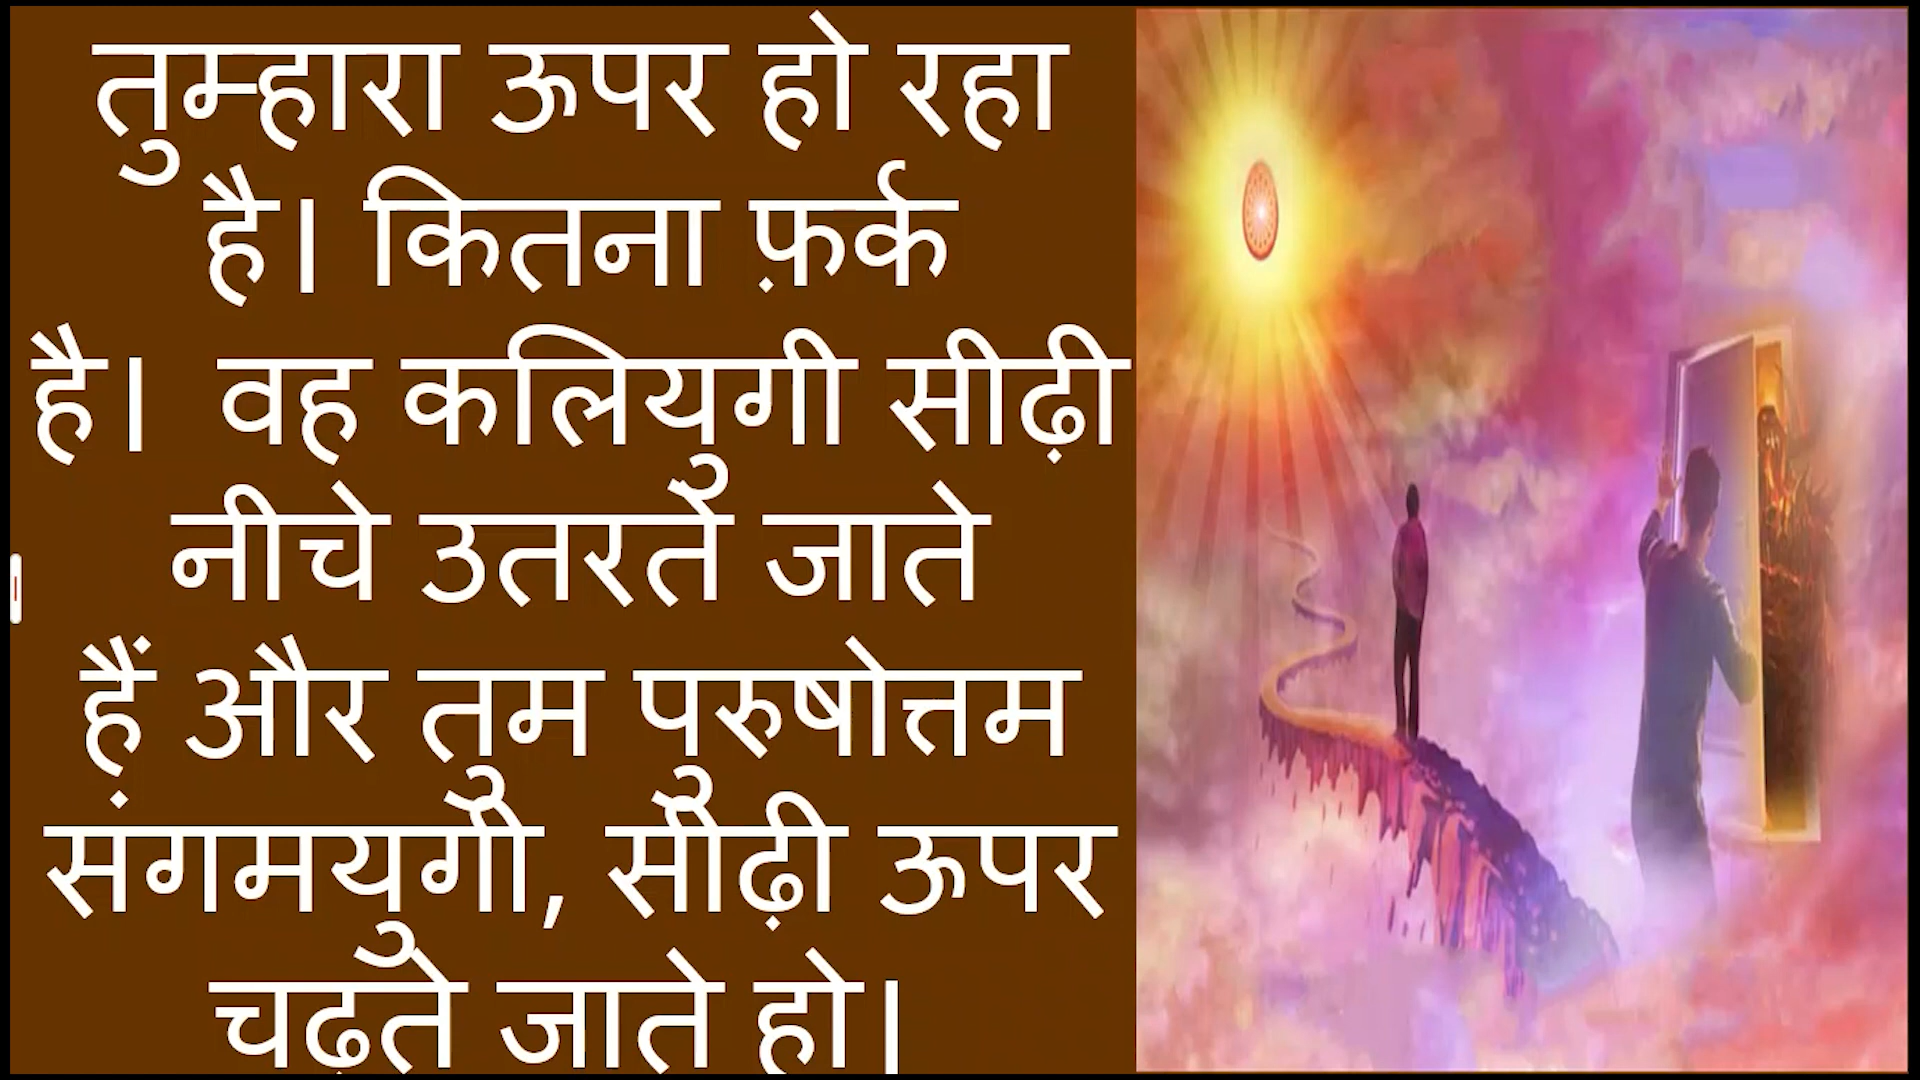 तुम्हारा ऊपर हो रहा
है। कितना फ़र्क
है।  वह कलियुगी सीढ़ी
नीचे उतरते जाते
हैं और तुम पुरुषोत्तम
संगमयुगी, सीढ़ी ऊपर
चढ़ते जाते हो।